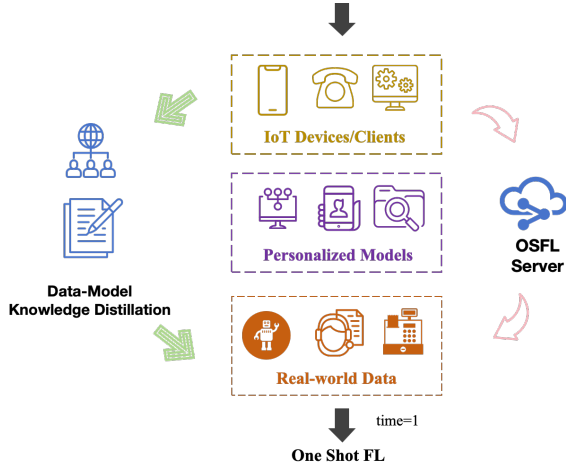 IoT Devices/Clients
Personalized Models
OSFL
Server
Data-Model
Knowledge Distillation
Real-world Data
time=1
One Shot FL